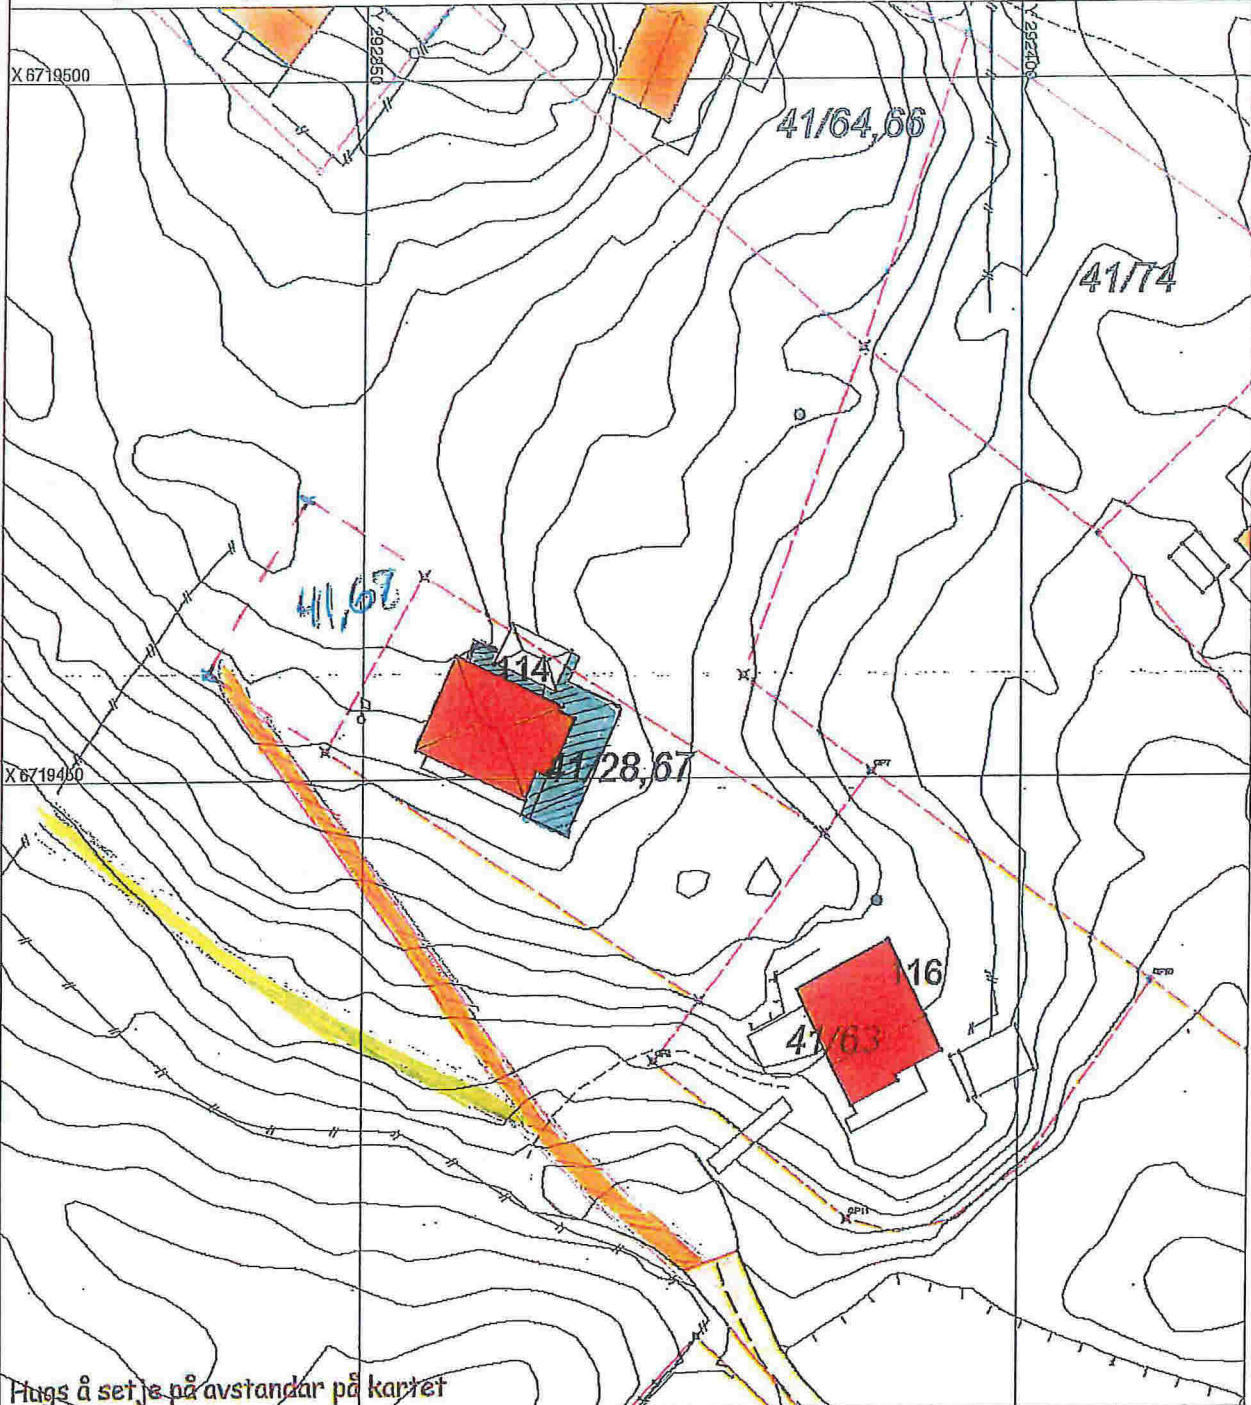 Y 292850
Y 292400
X 6719500
41/64,66
41/74
41,67
114
X 6719450
41/28,67
116
41/63
Hugs å setje på avstandar på kartet